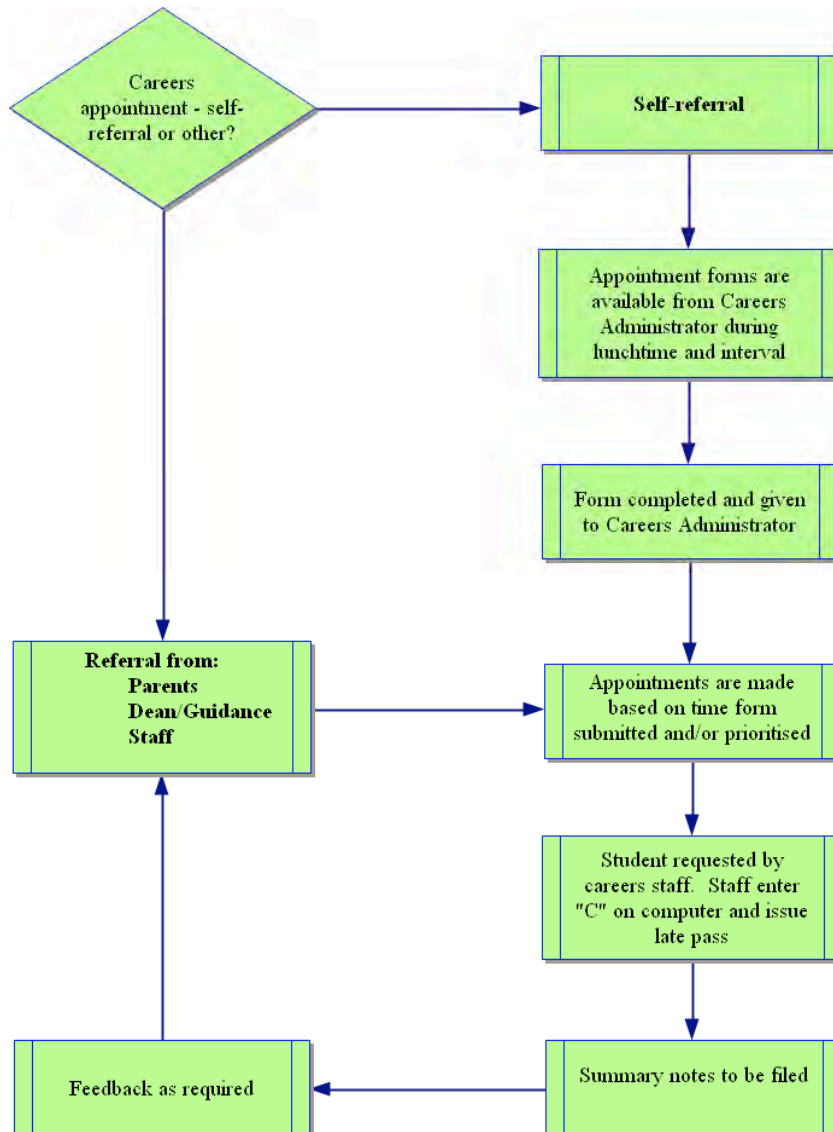 Careers
appointment - self-
referral or other?
Self-referral
Appointment forms are
available from Careers
Administrator during
lunchtime and interval
Form completed and given
to Careers Administrator
Referral from:
Parents
Dean/Guidance
Staff
Appointments are made
based on time form
submitted and/or prioritised
Student requested by
careers staff. Staff enter
"C" on computer and issue
late pass
Summary notes to be filed
Feedback as required